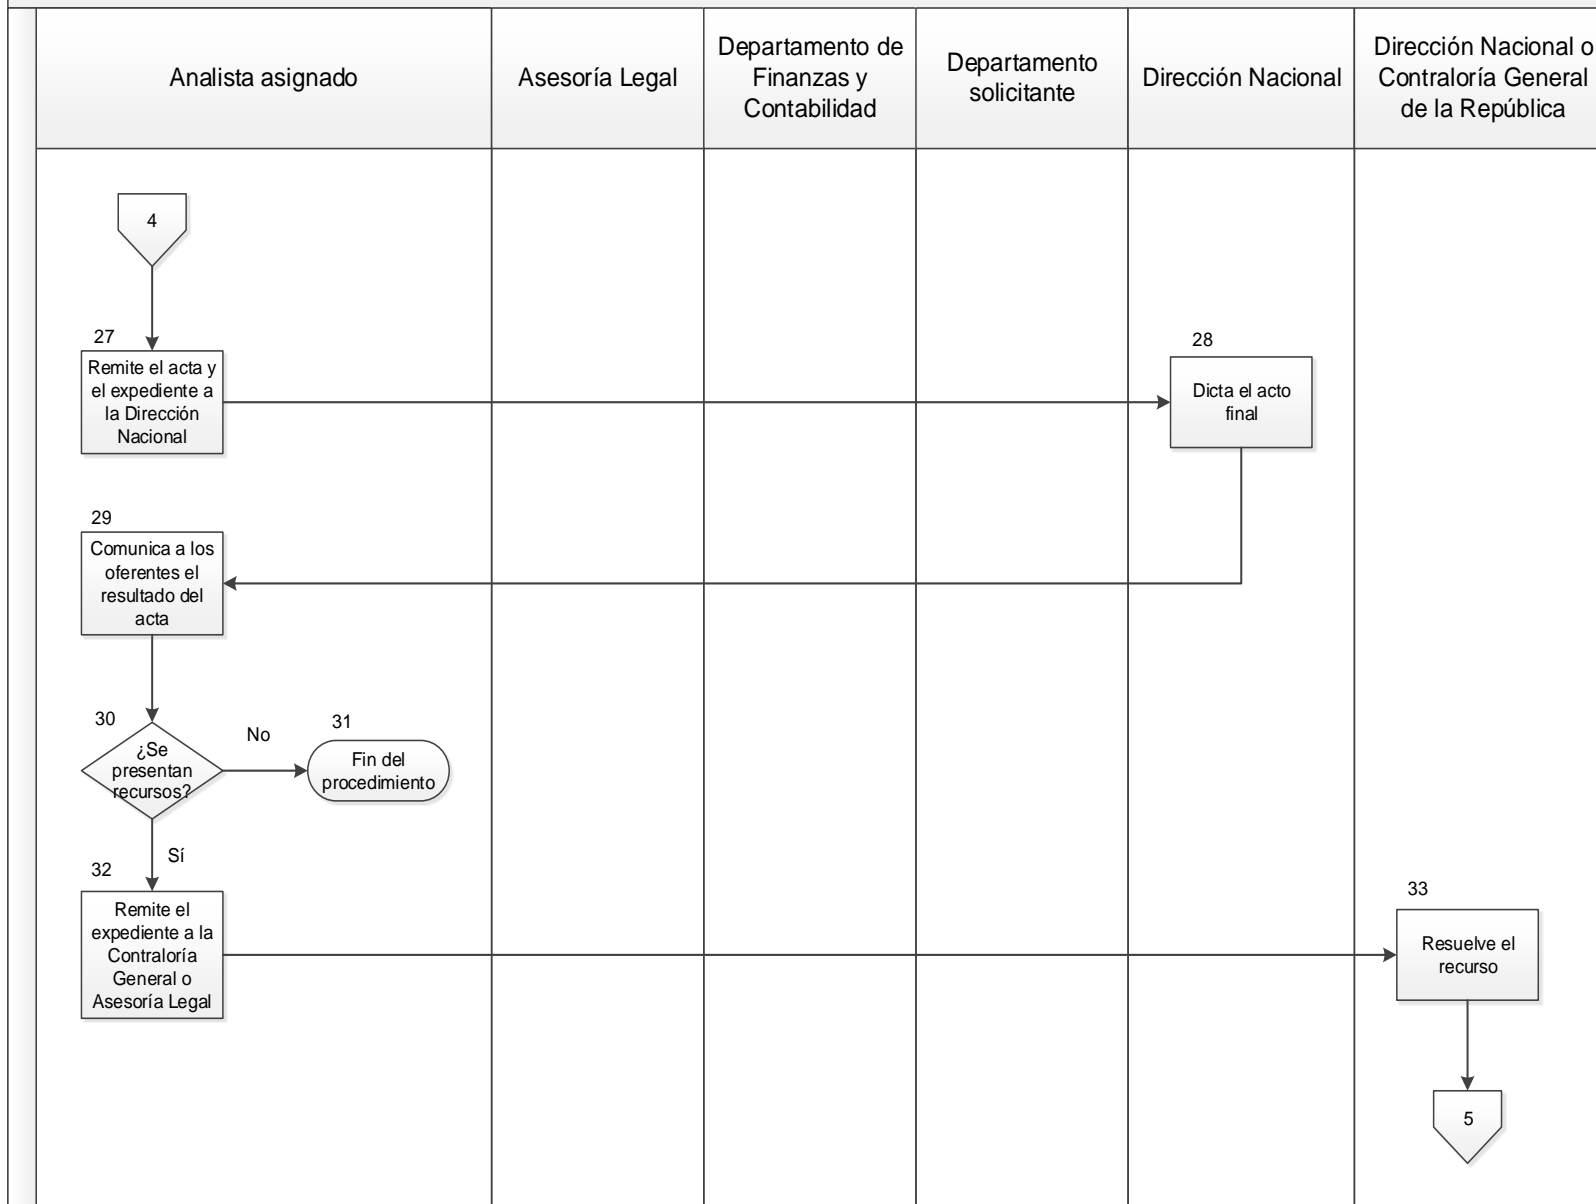 Analista asignado
Asesoría Legal
Departamento de
Finanzas y
Contabilidad
Departamento
solicitante
Dirección Nacional
Dirección Nacional o
Contraloría General
de la República
4
27
Remite el acta y
el expediente a
la Dirección
Nacional
28
Dicta el acto
final
29
Comunica a los
oferentes el
resultado del
acta
30
¿Se
presentan
recursos?
No
31
Fin del
procedimiento
Sí
32
Remite el
expediente a la
Contraloría
General o
Asesoría Legal
33
Resuelve el
recurso
5